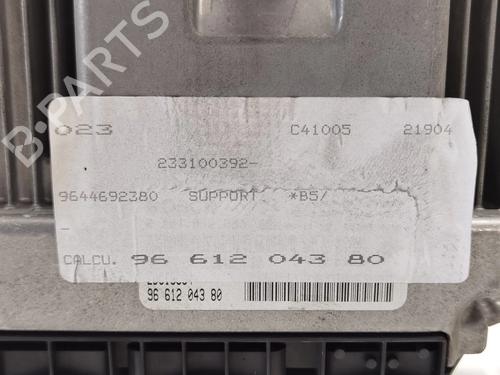 B-PARTS
023 C41005 21904
233100392-
9644692380 SUPPORT. *B5/
-
CALCU. 96 612 043 80
96 612 043 80